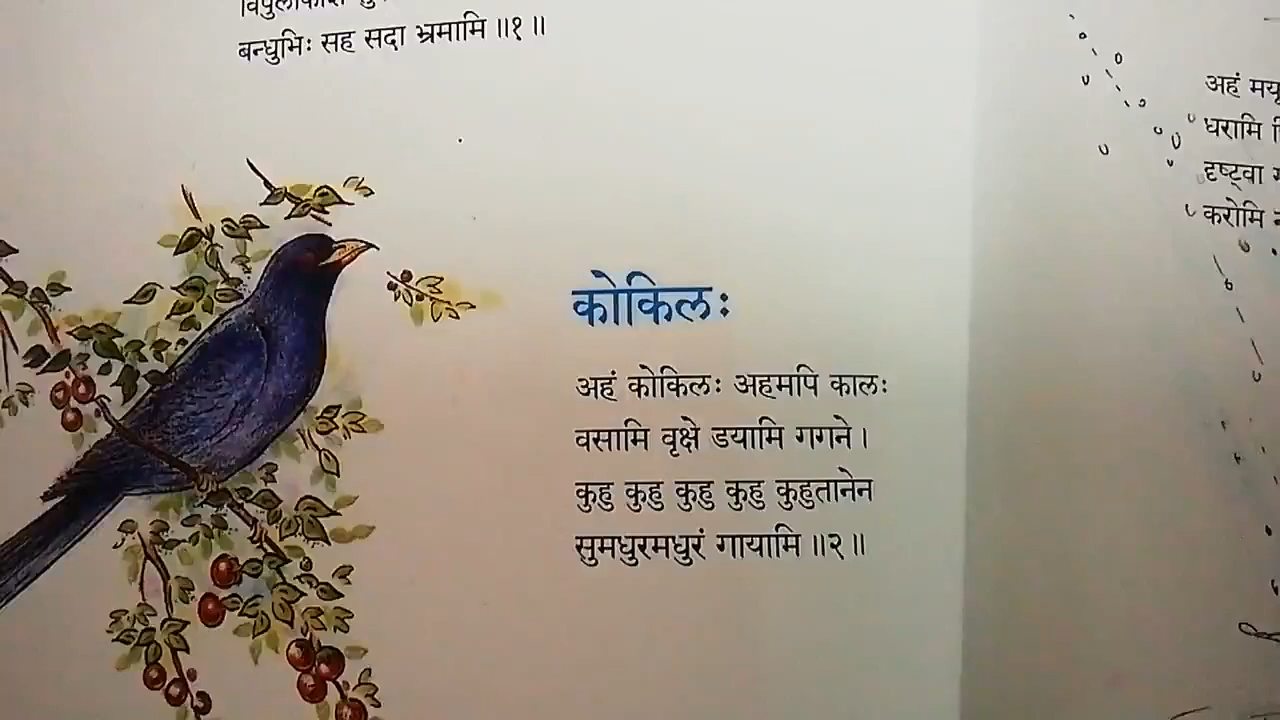 बन्धुभिः सह सदा भ्रमामि ॥१॥
कोकिलः
अहं कोकिलः अहमपि कालः
वसामि वृक्षे डयामि गगने।
कुहु कुहु कुहु कुहु कुहुतानेन
सुमधुरमधुरं गायामि ॥२॥
अहं
धरामि
दृष्ट्वा
करोमि